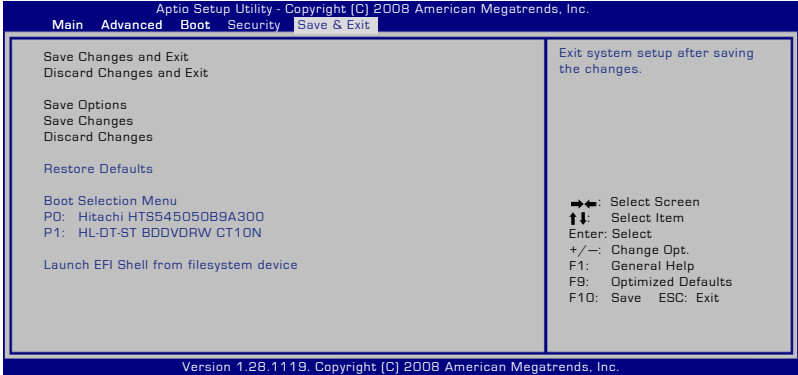 Aptio Setup Utility - Copyright (C) 2008 American Megatrends, Inc.
Main Advanced Boot Security Save & Exit
Save Changes and Exit
Discard Changes and Exit
Save Options
Save Changes
Discard Changes
Restore Defaults
Boot Selection Menu
P0: Hitachi HTS545050B9A300
P1: HL-DT-ST BDDVDRW CT10N
Launch EFI Shell from filesystem device
Exit system setup after saving
the changes.
→←: Select Screen
↑↓: Select Item
Enter: Select
+/—: Change Opt.
F1: General Help
F9: Optimized Defaults
F10: Save ESC: Exit
Version 1.28.1119. Copyright (C) 2008 American Megatrends, Inc.